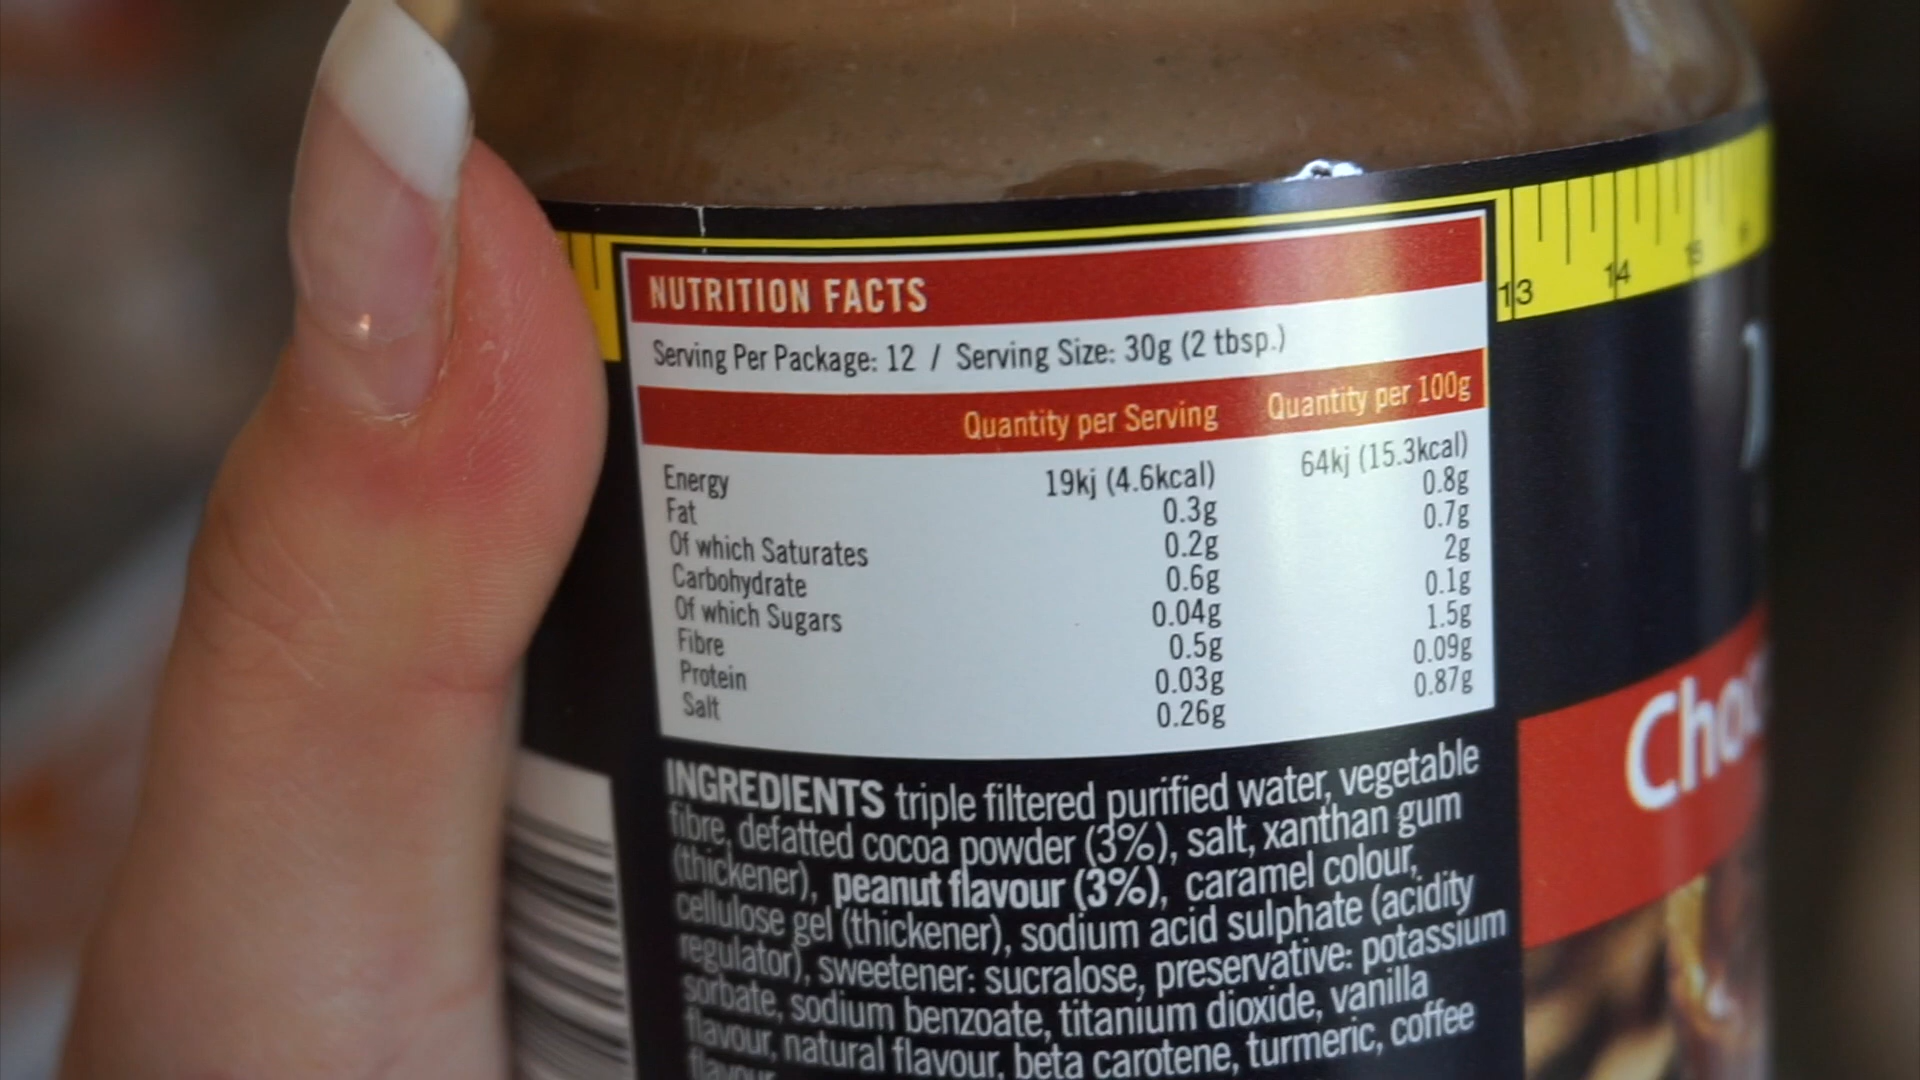 NUTRITION FACTS
Serving Per Package: 12 / Serving Size: 30g (2 tbsp.)
Quantity per Serving Quantity per 100g
Energy 19kj (4.6kcal) 64kj (15.3kcal)
Fat 0.3g 0.8g
Of which Saturates 0.2g 0.7g
Carbohydrate 0.6g 2g
Of which Sugars 0.04g 0.1g
Fibre 0.5g 1.5g
Protein 0.03g 0.09g
Salt 0.26g 0.87g
INGREDIENTS triple filtered purified water, vegetable
fibre, defatted cocoa powder (3%), salt, xanthan gum
(thickener), peanut flavour (3%), caramel colour,
cellulose gel (thickener), sodium acid sulphate (acidity
regulator), sweetener: sucralose, preservative: potassium
sorbate, sodium benzoate, titanium dioxide, vanilla
flavour, natural flavour, beta carotene, turmeric, coffee
flavour
13 14 15
Choc